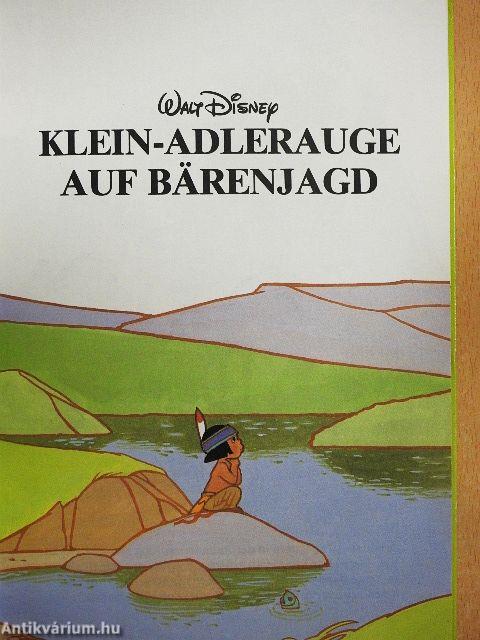 WALT DISNEY
KLEIN-ADLERAUGE
AUF BÄRENJAGD
Antikvárium.hu